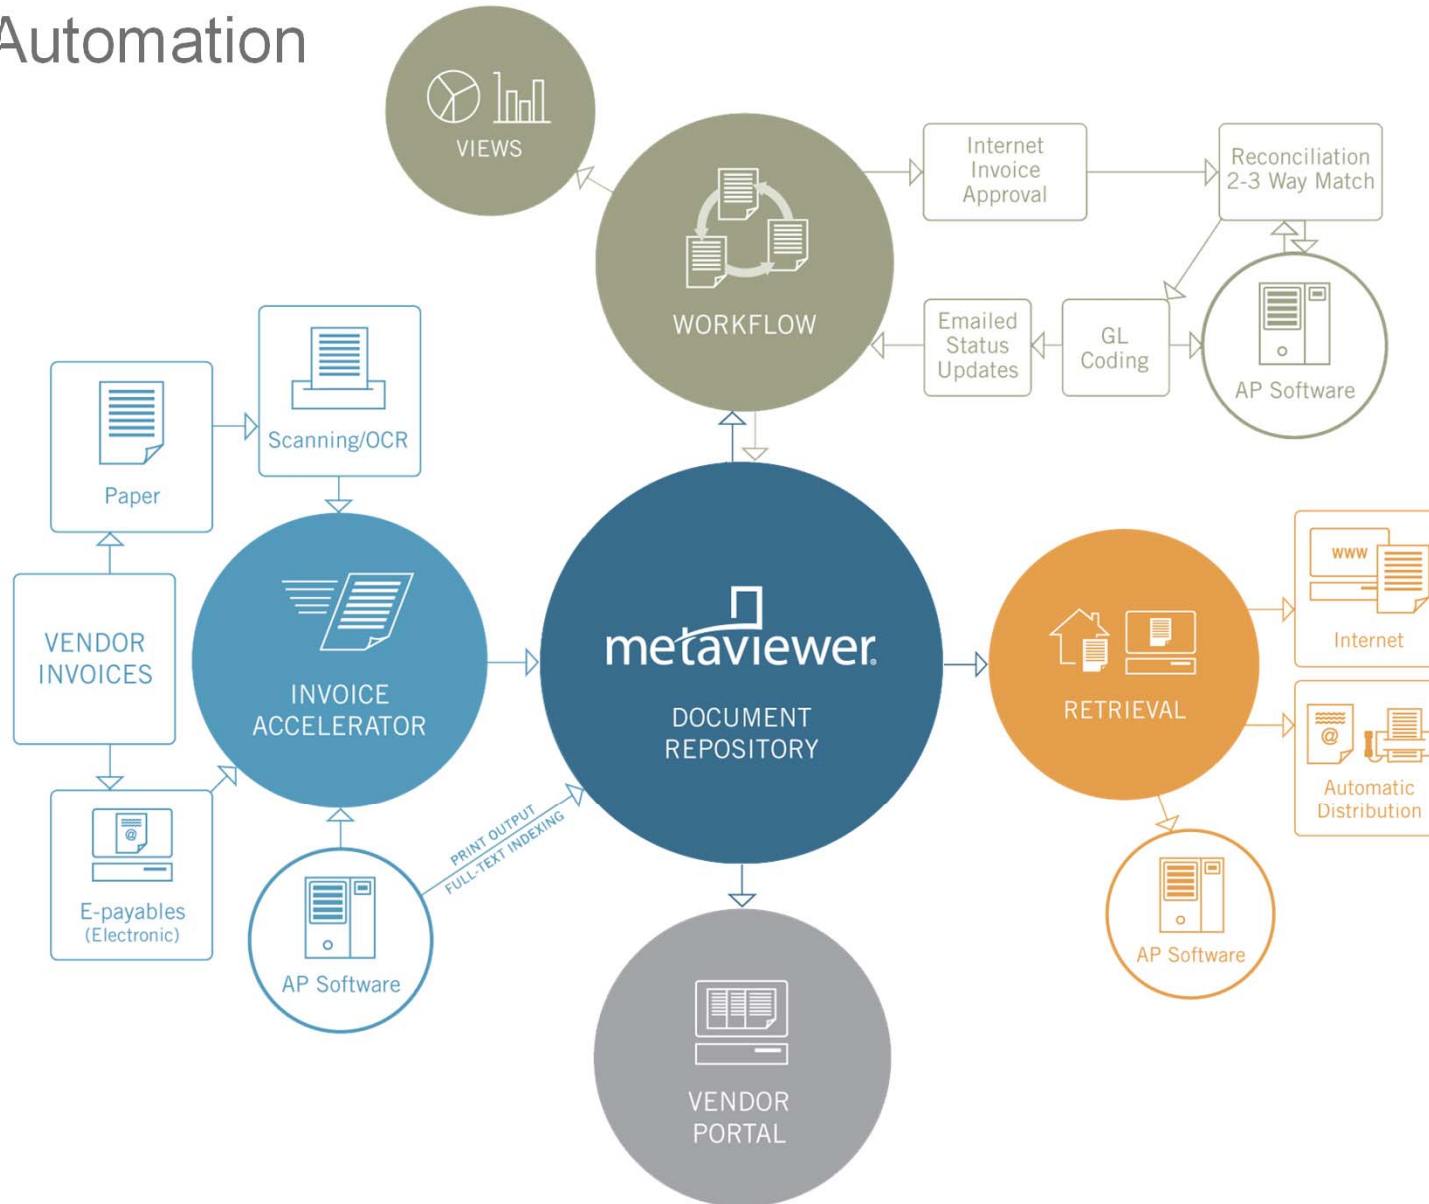 Automation
VIEWS
WORKFLOW
Internet
Invoice
Approval
Reconciliation
2-3 Way Match
Emailed
Status
Updates
GL
Coding
AP Software
Scanning/OCR
Paper
VENDOR
INVOICES
E-payables
(Electronic)
INVOICE
ACCELERATOR
AP Software
PRINT OUTPUT
FULL-TEXT INDEXING
metaviewer®
DOCUMENT
REPOSITORY
RETRIEVAL
www
Internet
@
Automatic
Distribution
AP Software
@
VENDOR
PORTAL